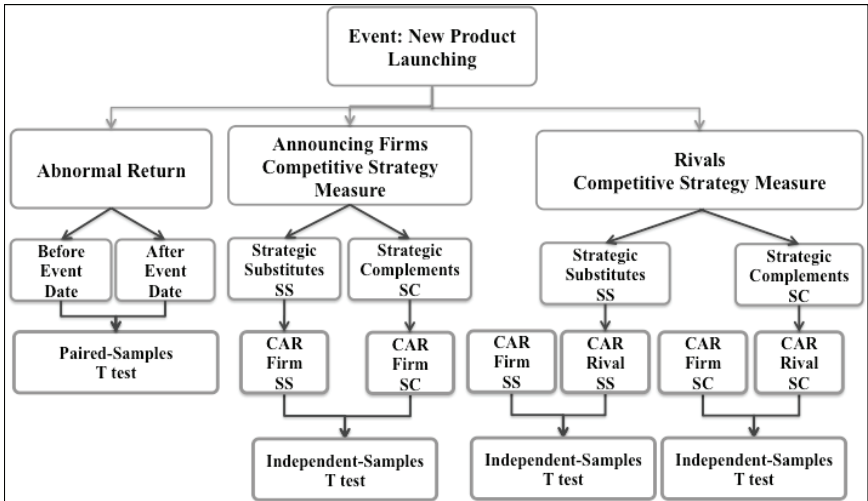 Event: New Product
Launching
Abnormal Return
Announcing Firms
Competitive Strategy
Measure
Rivals
Competitive Strategy Measure
Before
Event
Date
After
Event
Date
Strategic
Substitutes
SS
Strategic
Complements
SC
Strategic
Substitutes
SS
Strategic
Complements
SC
Paired-Samples
T test
CAR
Firm
SS
CAR
Firm
SC
CAR
Firm
SS
CAR
Rival
SS
CAR
Firm
SC
CAR
Rival
SC
Independent-Samples
T test
Independent-Samples
T test
Independent-Samples
T test